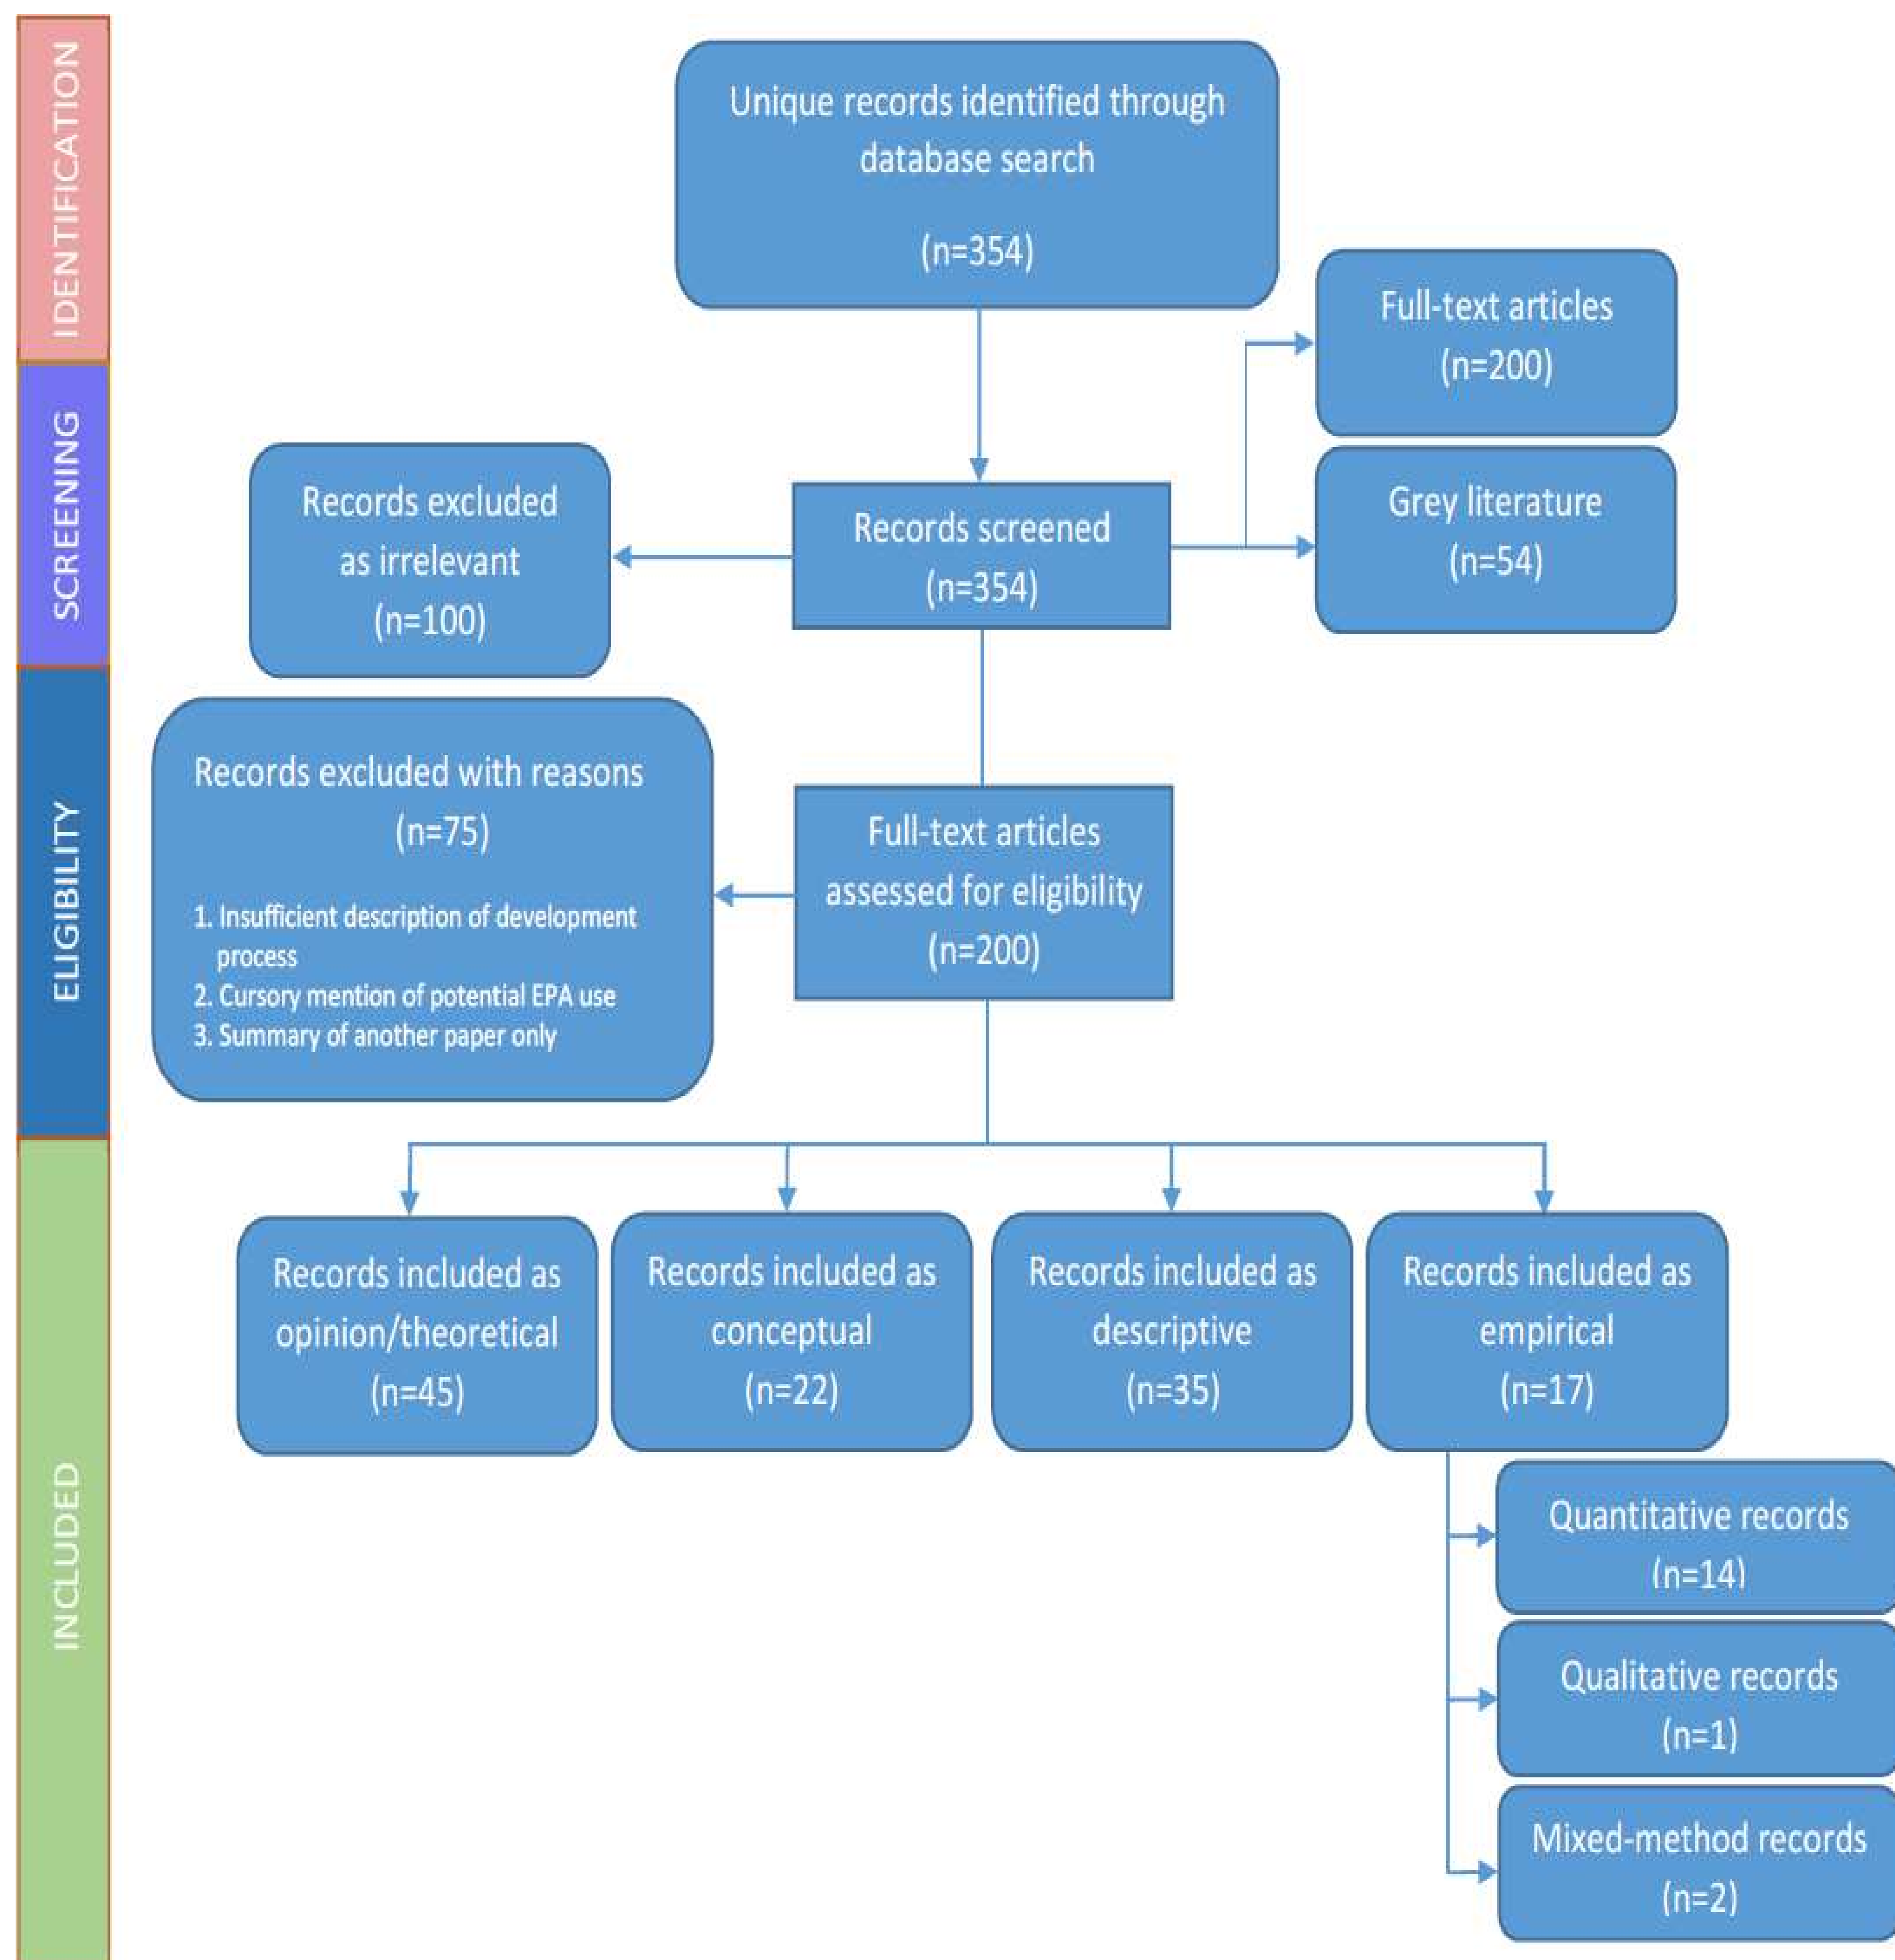 IDENTIFICATION
Unique records identified through
database search
(n=354)
Full-text articles
(n=200)
SCREENING
Records excluded
as irrelevant
(n=100)
Records screened
(n=354)
Grey literature
(n=54)
ELIGIBILITY
Records excluded with reasons
(n=75)
1. Insufficient description of development
process
2. Cursory mention of potential EPA use
3. Summary of another paper only
Full-text articles
assessed for eligibility
(n=200)
INCLUDED
Records included as
opinion/theoretical
(n=45)
Records included as
conceptual
(n=22)
Records included as
descriptive
(n=35)
Records included as
empirical
(n=17)
Quantitative records
(n=14)
Qualitative records
(n=1)
Mixed-method records
(n=2)